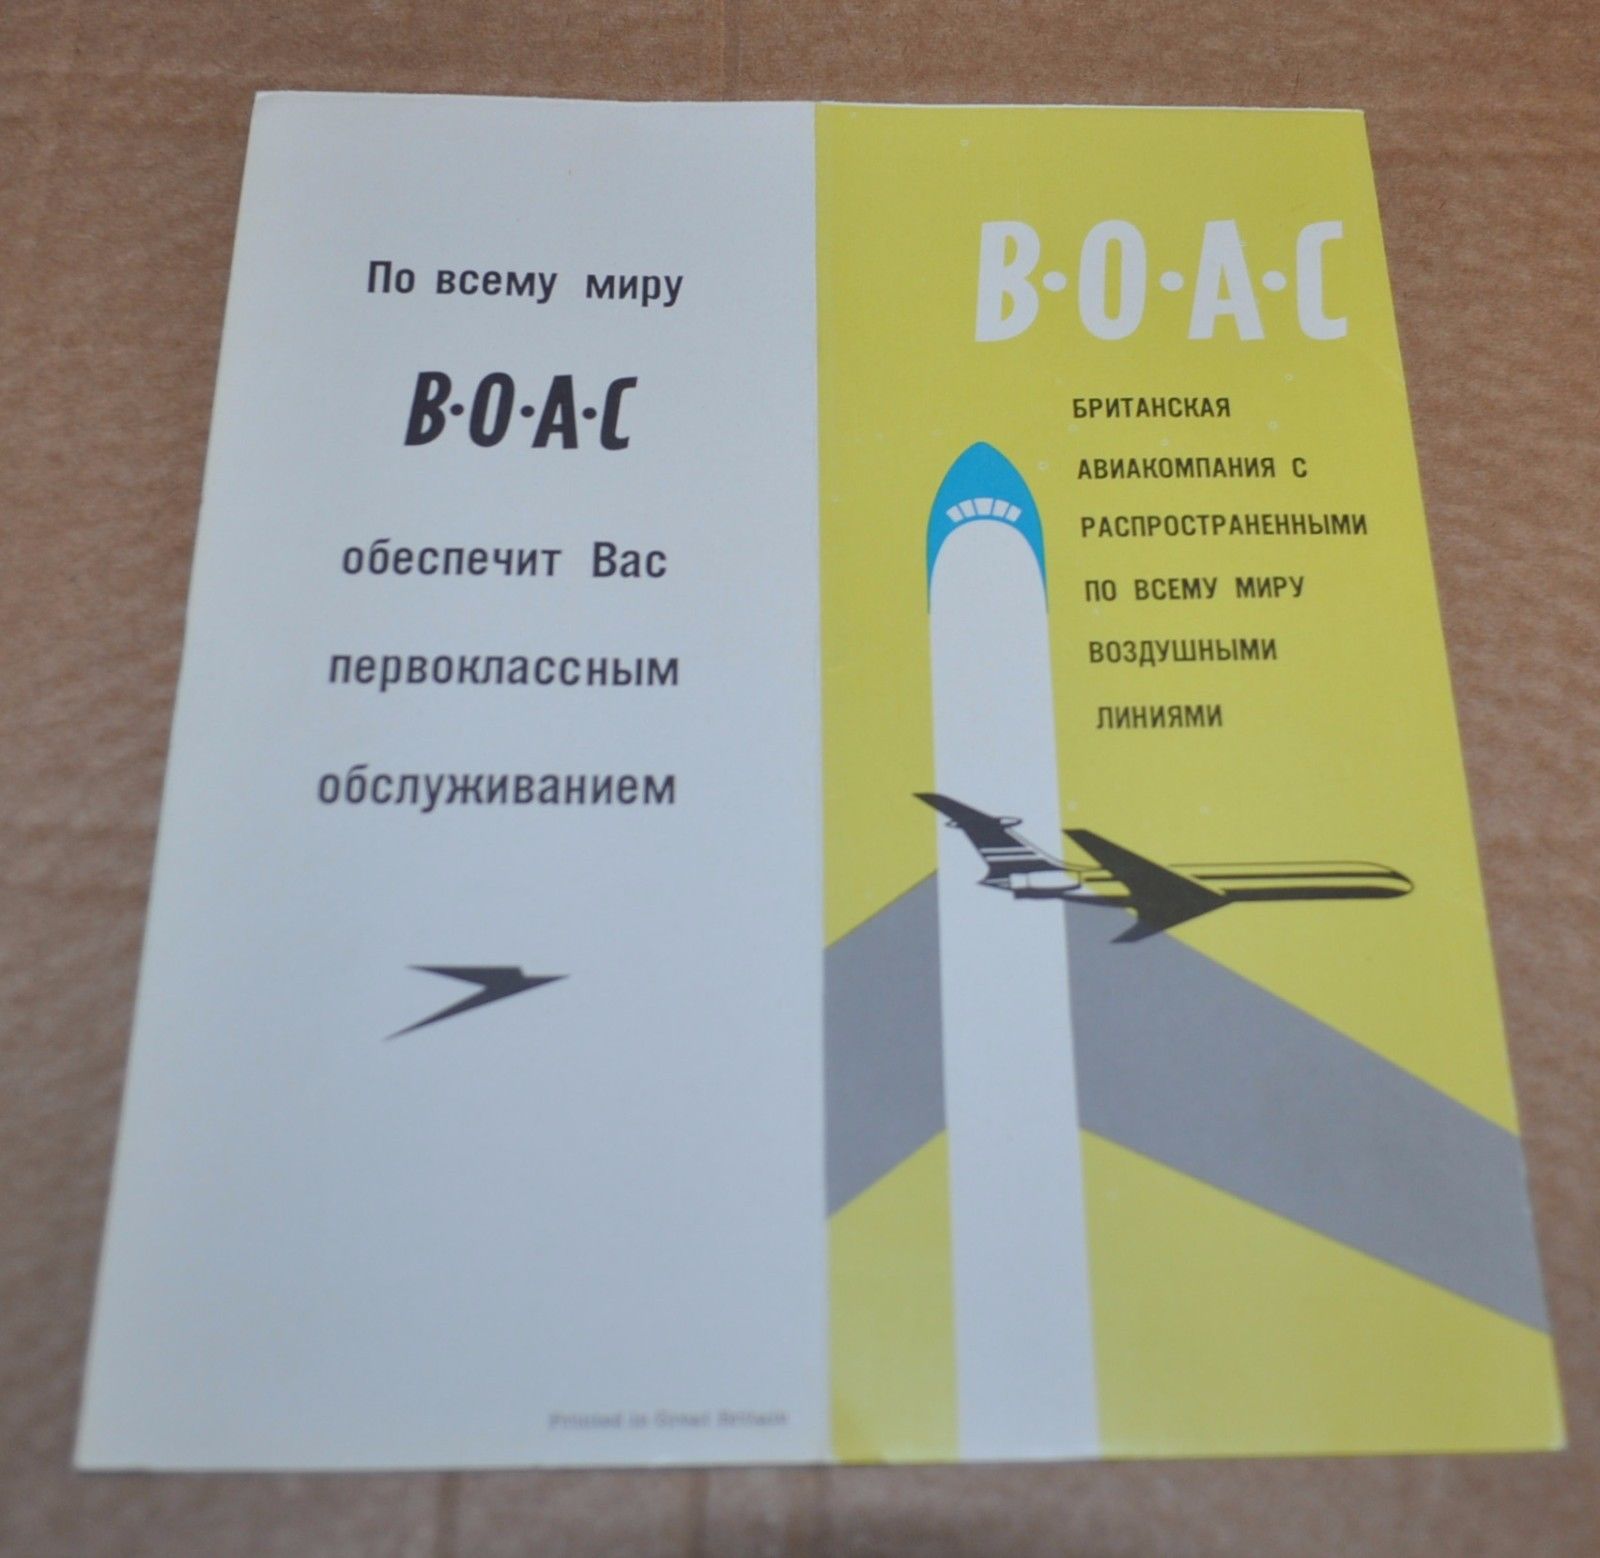 По всему миру
B·O·A·C
обеспечит Вас
первоклассным
обслуживанием
Printed in Great Britain
B·O·A·C
БРИТАНСКАЯ
АВИАКОМПАНИЯ С
РАСПРОСТРАНЕННЫМИ
ПО ВСЕМУ МИРУ
ВОЗДУШНЫМИ
ЛИНИЯМИ